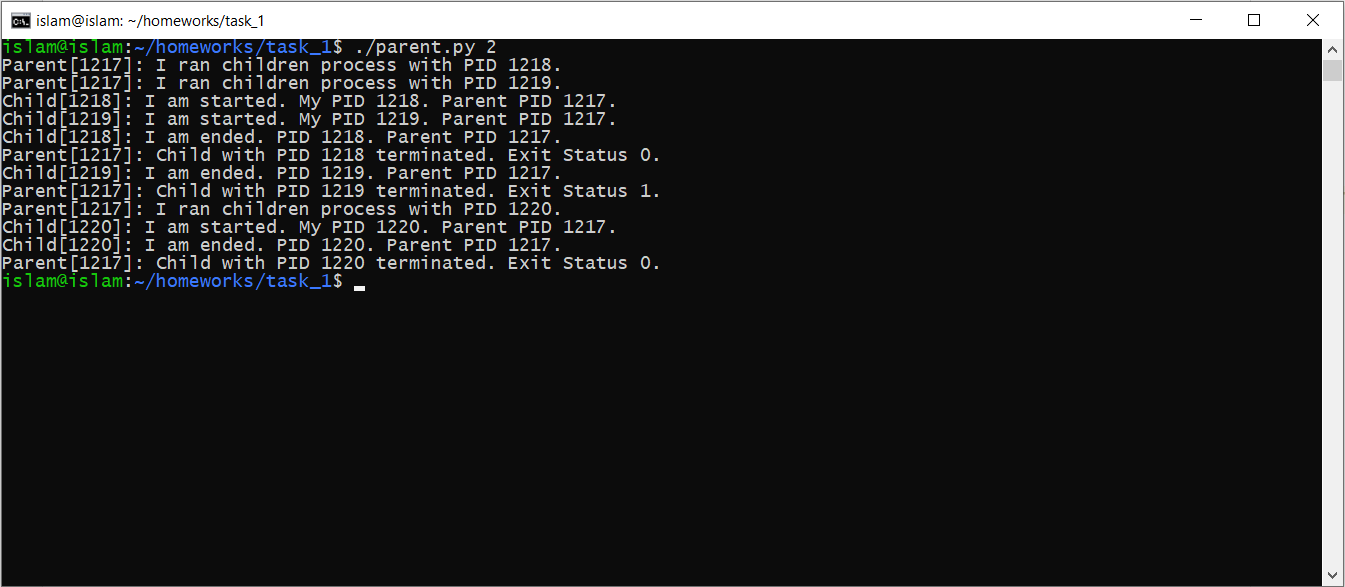 islam@islam: ~/homeworks/task_1
islam@islam:~/homeworks/task_1$ ./parent.py 2
Parent[1217]: I ran children process with PID 1218.
Parent[1217]: I ran children process with PID 1219.
Child[1218]: I am started. My PID 1218. Parent PID 1217.
Child[1219]: I am started. My PID 1219. Parent PID 1217.
Child[1218]: I am ended. PID 1218. Parent PID 1217.
Parent[1217]: Child with PID 1218 terminated. Exit Status 0.
Child[1219]: I am ended. PID 1219. Parent PID 1217.
Parent[1217]: Child with PID 1219 terminated. Exit Status 1.
Parent[1217]: I ran children process with PID 1220.
Child[1220]: I am started. My PID 1220. Parent PID 1217.
Child[1220]: I am ended. PID 1220. Parent PID 1217.
Parent[1217]: Child with PID 1220 terminated. Exit Status 0.
islam@islam:~/homeworks/task_1$